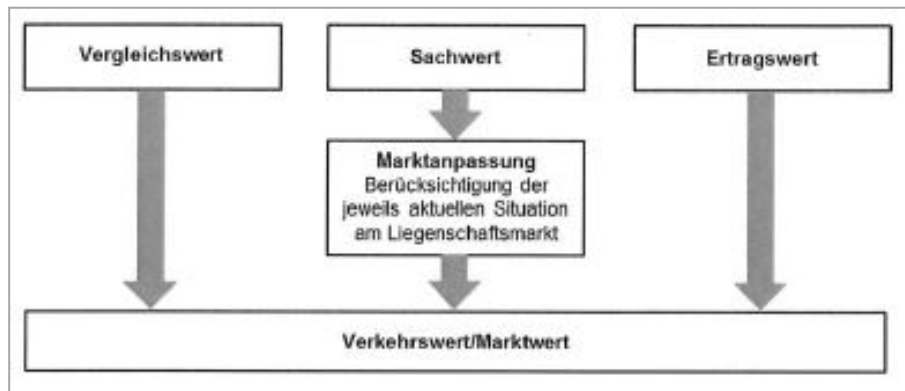 Vergleichswert
Sachwert
Ertragswert
Marktanpassung
Berücksichtigung der
jeweils aktuellen Situation
am Liegenschaftsmarkt
Verkehrswert/Marktwert